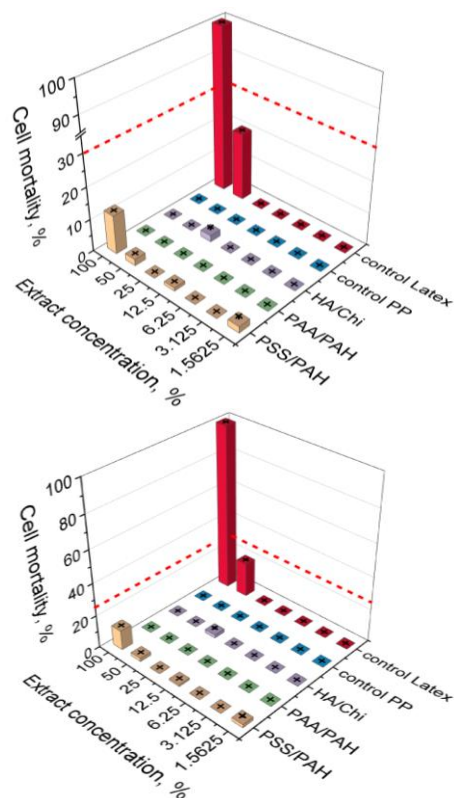 100
90
30
20
10
0
Cell mortality, %
100
50
25
12.5
6.25
3.125
1.5625
Extract concentration, %
control Latex
control PP
HA/Chi
PAA/PAH
PSS/PAH
100
80
60
40
20
0
Cell mortality, %
100
50
25
12.5
6.25
3.125
1.5625
Extract concentration, %
control Latex
control PP
HA/Chi
PAA/PAH
PSS/PAH